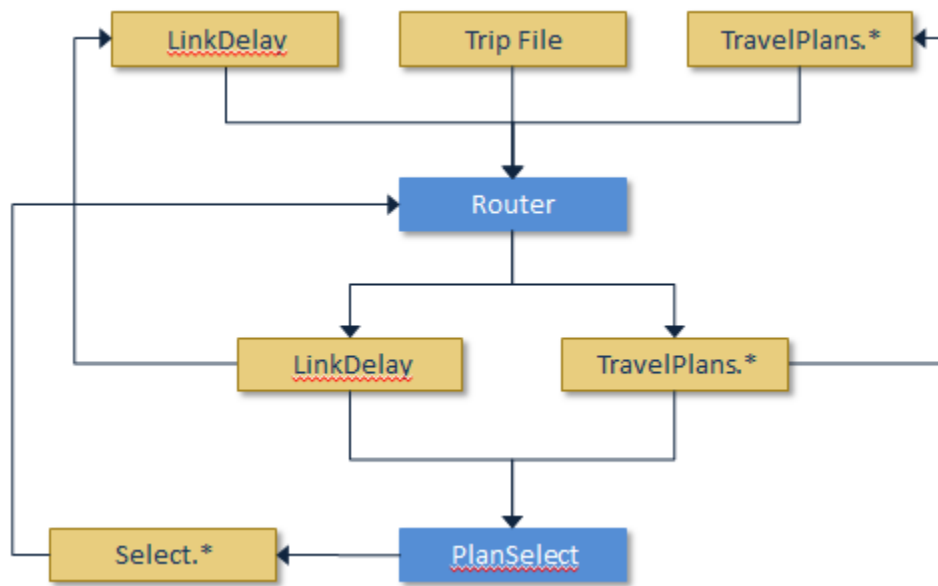 LinkDelay
Trip File
TravelPlans.*
Router
LinkDelay
TravelPlans.*
Select.*
PlanSelect